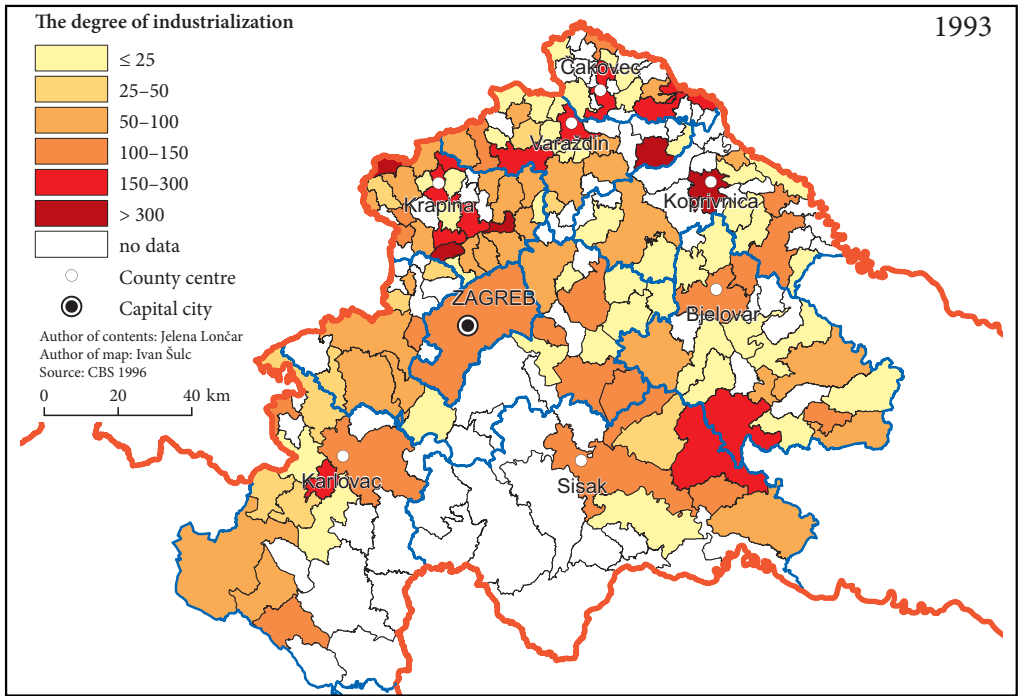 The degree of industrialization
1993
≤ 25
25–50
50–100
100–150
150–300
> 300
no data
County centre
Capital city
Author of contents: Jelena Lončar
Author of map: Ivan Šulc
Source: CBS 1996
0 20 40 km
Čakovec
Varaždin
Krapina
Koprivnica
ZAGREB
Bjelovar
Karlovac
Sisak